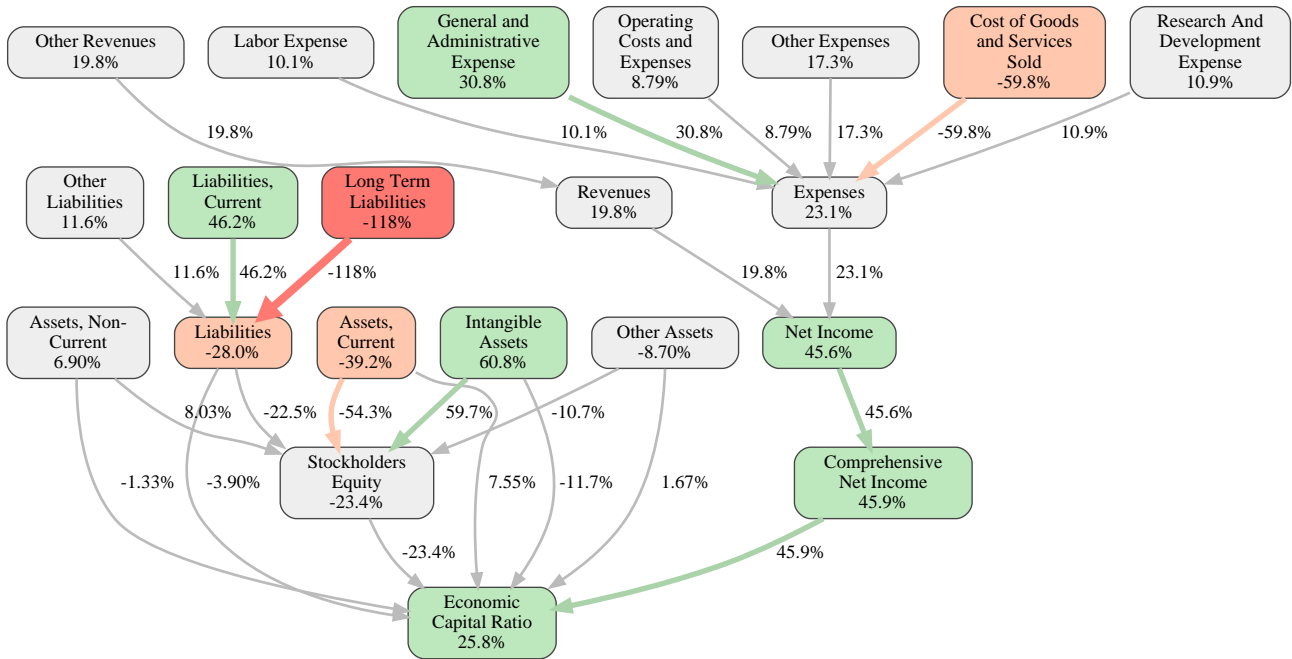 Other Revenues
19.8%
Labor Expense
10.1%
General and
Administrative
Expense
30.8%
Operating
Costs and
Expenses
8.79%
Other Expenses
17.3%
Cost of Goods
and Services
Sold
-59.8%
Research And
Development
Expense
10.9%
19.8%
10.1%
30.8%
8.79%
17.3%
-59.8%
10.9%
Other
Liabilities
11.6%
Liabilities,
Current
46.2%
Long Term
Liabilities
-118%
Revenues
19.8%
Expenses
23.1%
11.6%
46.2%
-118%
19.8%
23.1%
Assets, Non-
Current
6.90%
Liabilities
-28.0%
Assets,
Current
-39.2%
Intangible
Assets
60.8%
Other Assets
-8.70%
Net Income
45.6%
8.03%
-22.5%
-54.3%
59.7%
-10.7%
45.6%
Stockholders
Equity
-23.4%
Comprehensive
Net Income
45.9%
-1.33%
-3.90%
7.55%
-11.7%
1.67%
-23.4%
45.9%
Economic
Capital Ratio
25.8%